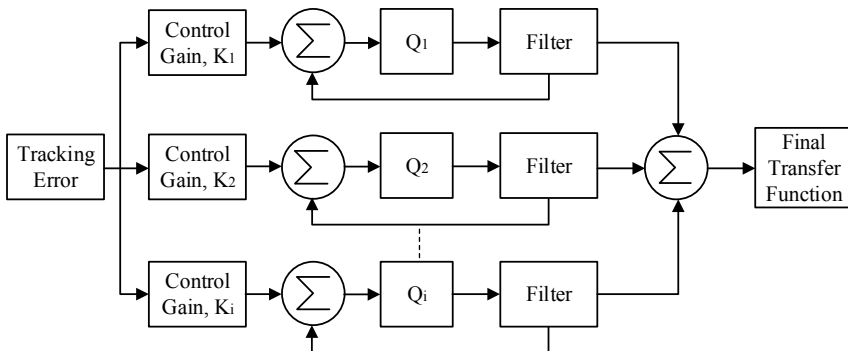 Control
Gain, K1
∑
Q1
Filter
Tracking
Error
Control
Gain, K2
∑
Q2
Filter
∑
Final
Transfer
Function
Control
Gain, Ki
∑
Qi
Filter